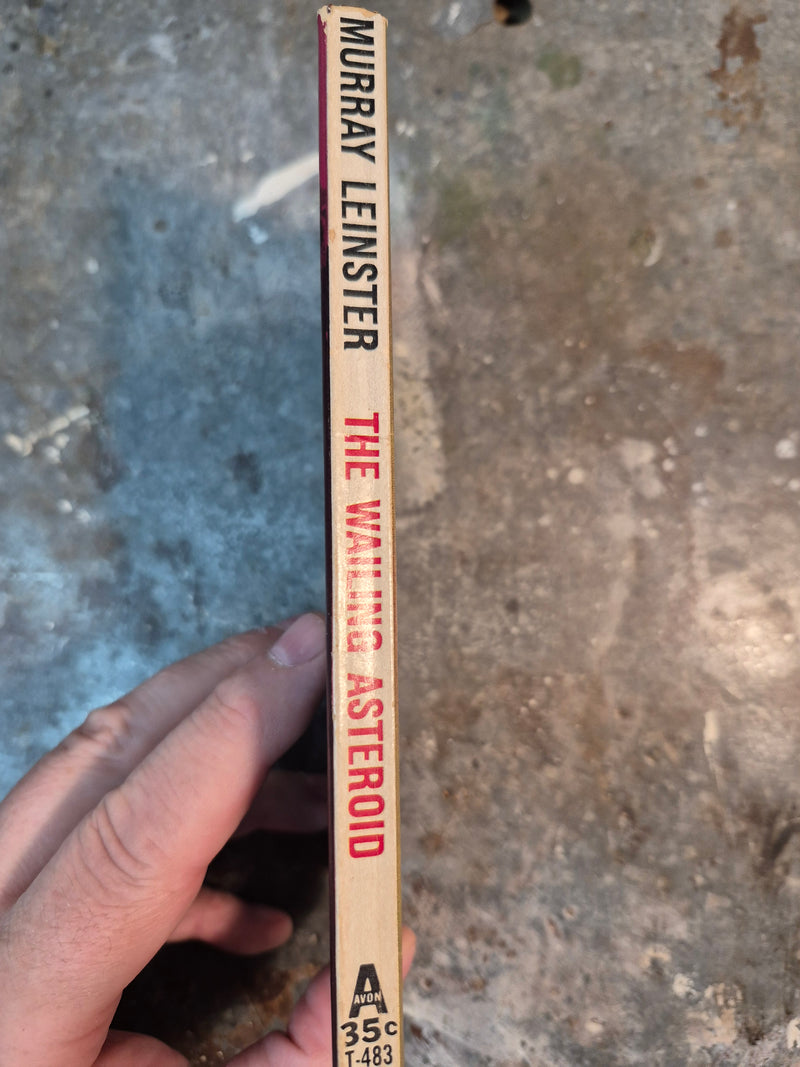 MURRAY LEINSTER THE WAILING ASTEROID
A
AVON
35c
T-483